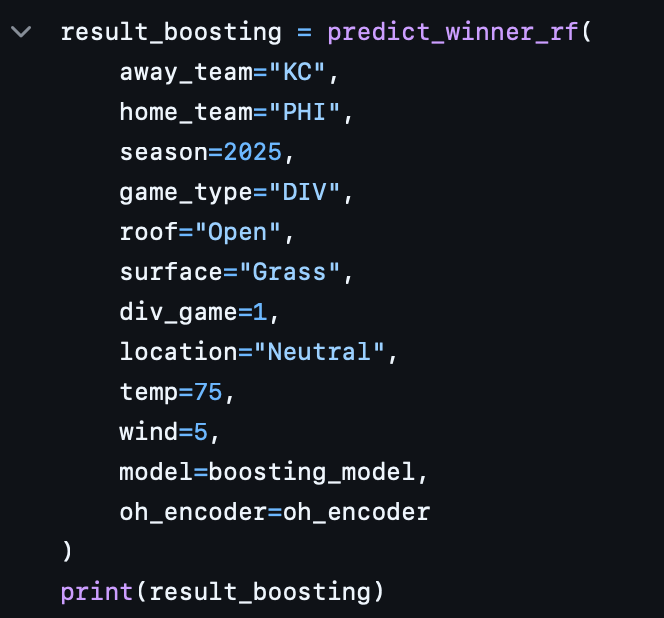 result_boosting = predict_winner_rf(
    away_team="KC",
    home_team="PHI",
    season=2025,
    game_type="DIV",
    roof="Open",
    surface="Grass",
    div_game=1,
    location="Neutral",
    temp=75,
    wind=5,
    model=boosting_model,
    oh_encoder=oh_encoder
)
print(result_boosting)